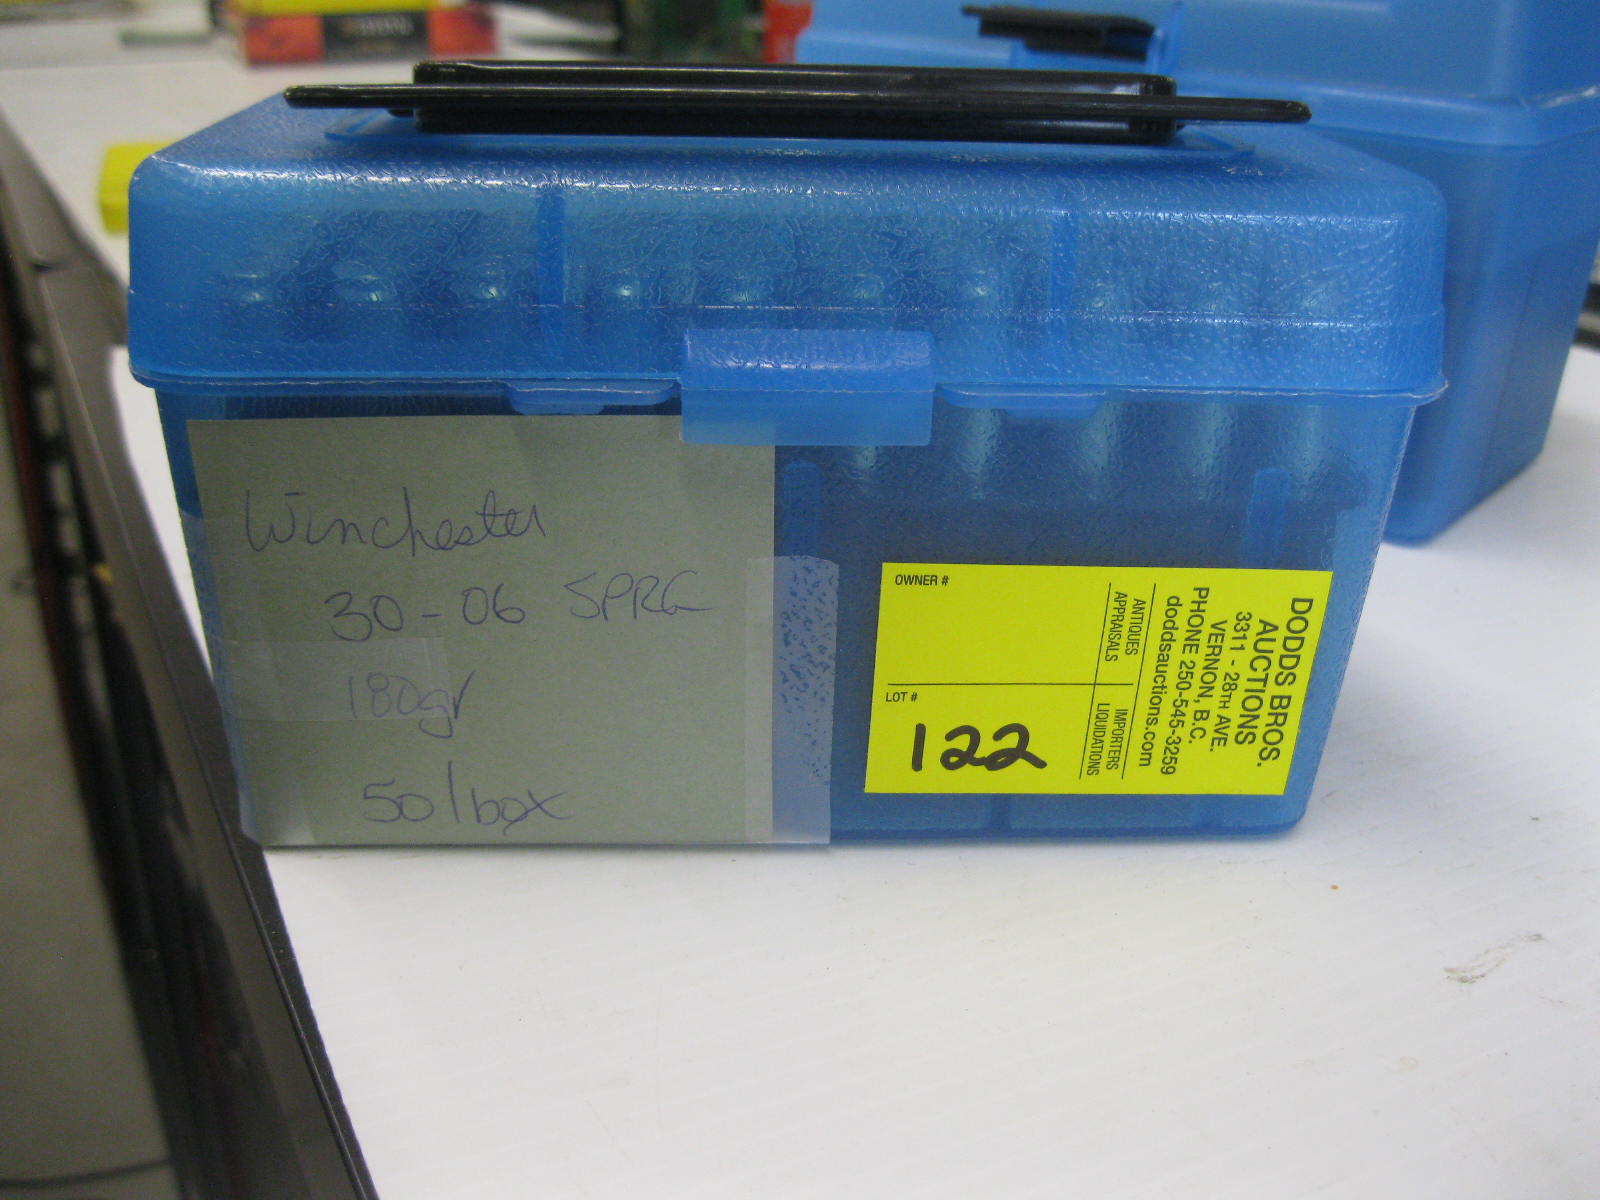 Winchester
30-06 SPRG
180gr
50/box
OWNER #
LOT #
122
DODDS BROS.
AUCTIONS
3311 - 28TH AVE.
VERNON, B.C.
PHONE 250-545-3259
doddsauctions.com
ANTIQUES
APPRAISALS
IMPORTERS
LIQUIDATIONS